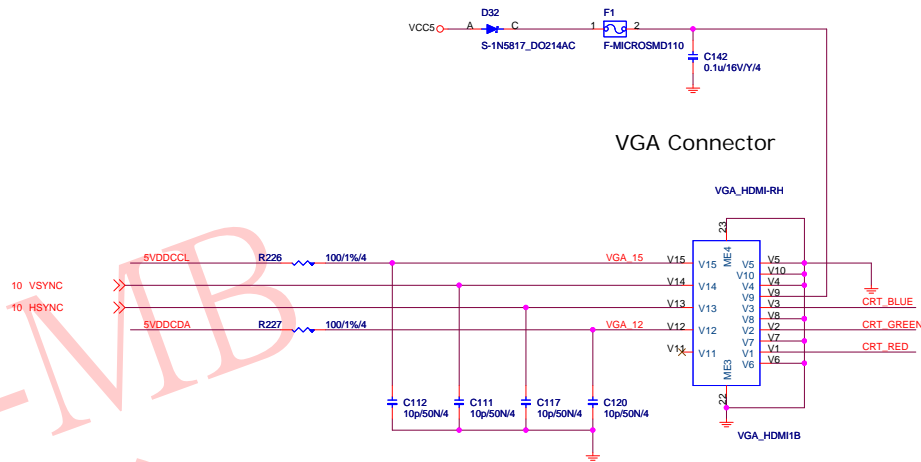 D32
F1
VCC5
A
C
1
2
S-1N5817_DO214AC
F-MICROSMD110
C142
0.1u/16V/Y/4
VGA Connector
VGA_HDMI-RH
23
ME4
5VDDCCL
R226
100/1%/4
VGA_15
V15
V15
V5
V5
V10
V10
10 VSYNC
V14
V14
V4
V4
V9
V9
10 HSYNC
V13
V13
V3
V3
CRT_BLUE
V8
V8
5VDDCDA
R227
100/1%/4
VGA_12
V12
V12
V2
V2
CRT_GREEN
V7
V7
V11
V11
V1
V1
CRT_RED
V6
V6
ME3
22
C112
10p/50N/4
C111
10p/50N/4
C117
10p/50N/4
C120
10p/50N/4
VGA_HDMI1B
-MB